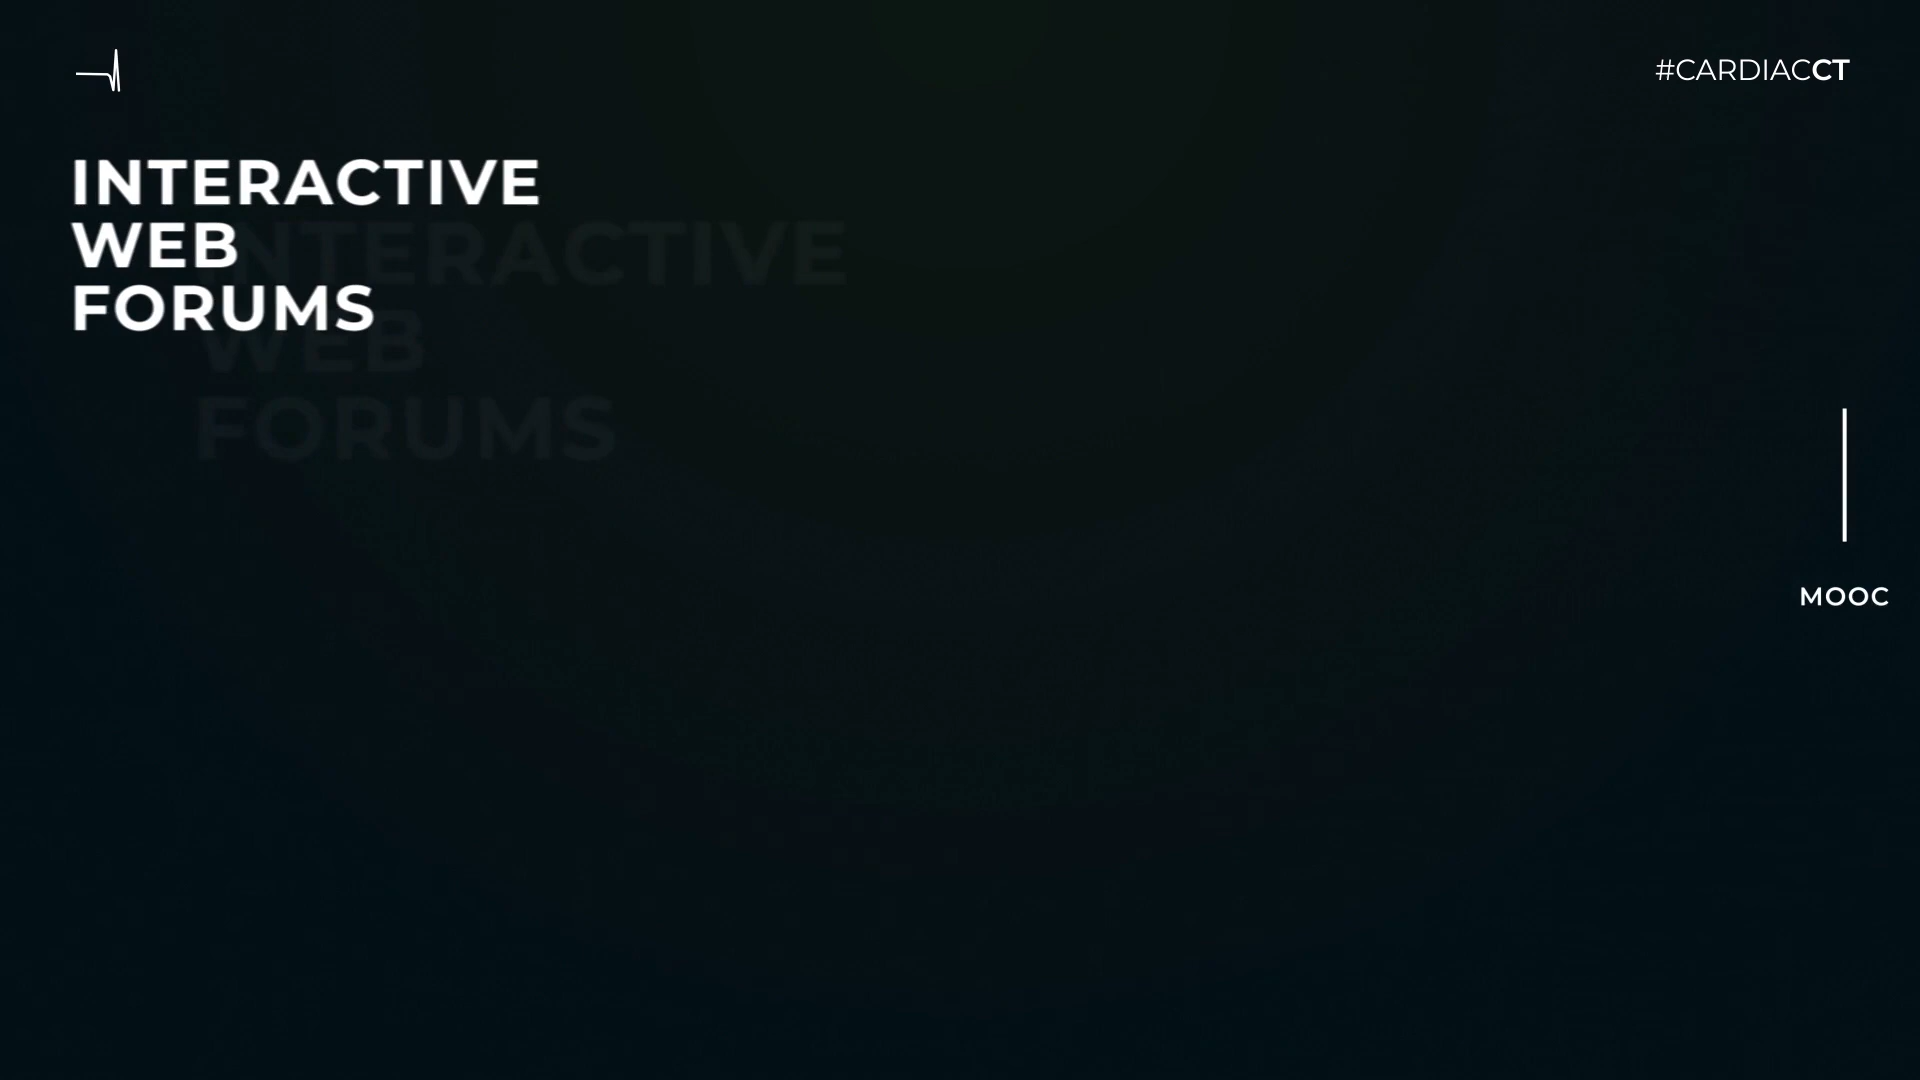 #CARDIACCT
INTERACTIVE
WEB
FORUMS
INTERACTIVE
WEB
FORUMS
MOOC